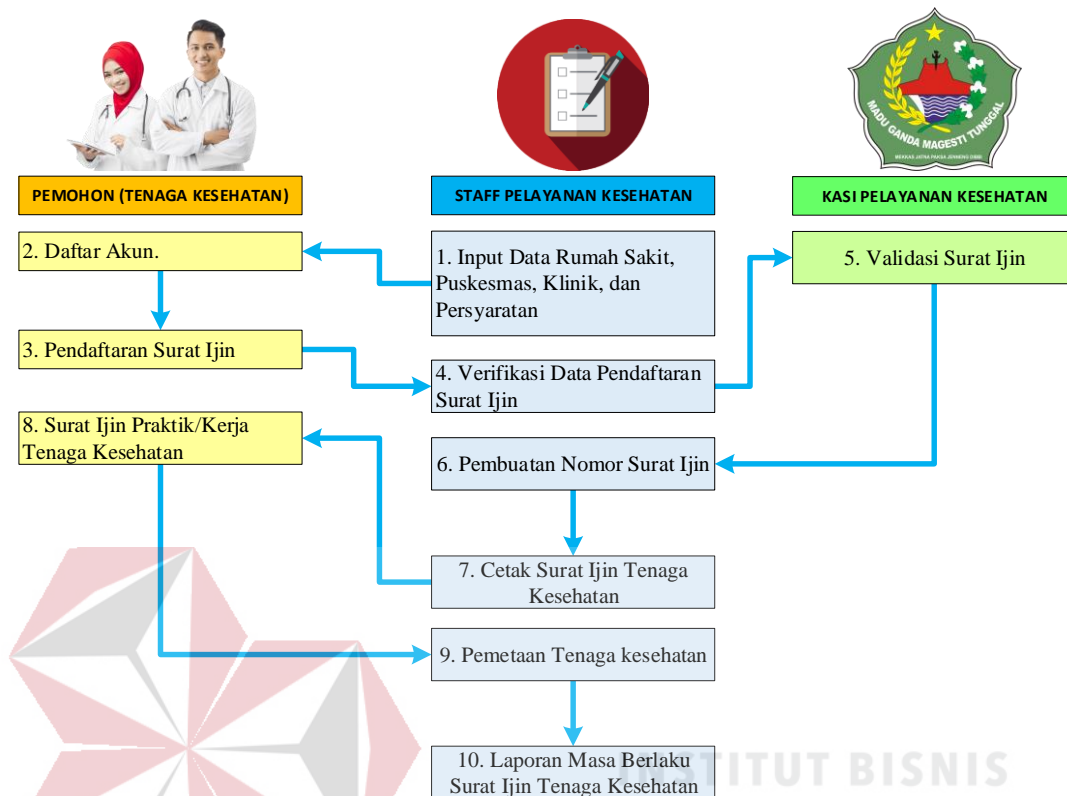 MADU GANDA MAGESTI TUNGGAL
PEMOHON (TENAGA KESEHATAN)
STAFF PELAYANAN KESEHATAN
KASI PELAYANAN KESEHATAN
2. Daftar Akun.
1. Input Data Rumah Sakit,
Puskesmas, Klinik, dan
Persyaratan
5. Validasi Surat Ijin
3. Pendaftaran Surat Ijin
4. Verifikasi Data Pendaftaran
Surat Ijin
8. Surat Ijin Praktik/Kerja
Tenaga Kesehatan
6. Pembuatan Nomor Surat Ijin
7. Cetak Surat Ijin Tenaga
Kesehatan
9. Pemetaan Tenaga kesehatan
10. Laporan Masa Berlaku
Surat Ijin Tenaga Kesehatan
INSTITUT BISNIS